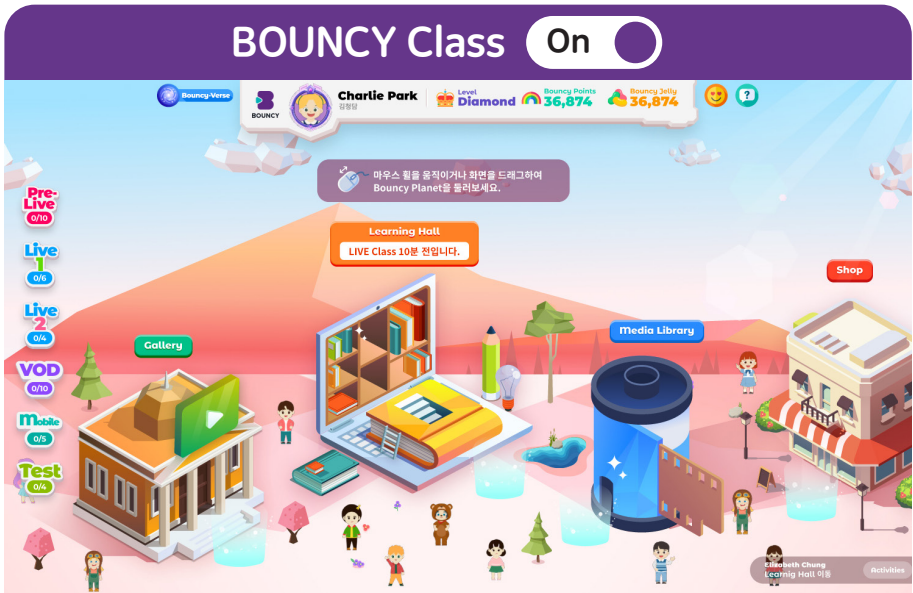 BOUNCY Class On
Bouncy-Verse
BOUNCY
Charlie Park
김청담
Level
Diamond
Bouncy Points
36,874
Bouncy Jelly
36,874
?
마우스 휠을 움직이거나 화면을 드래그하여
Bouncy Planet을 둘러보세요.
Pre-
Live
0/10
Live
1
0/6
Live
2
0/4
VOD
0/10
Mobile
0/5
Test
0/4
Learning Hall
LIVE Class 10분 전입니다.
Gallery
Media Library
Shop
Elizabeth Chung
Learnig Hall 이동
Activities